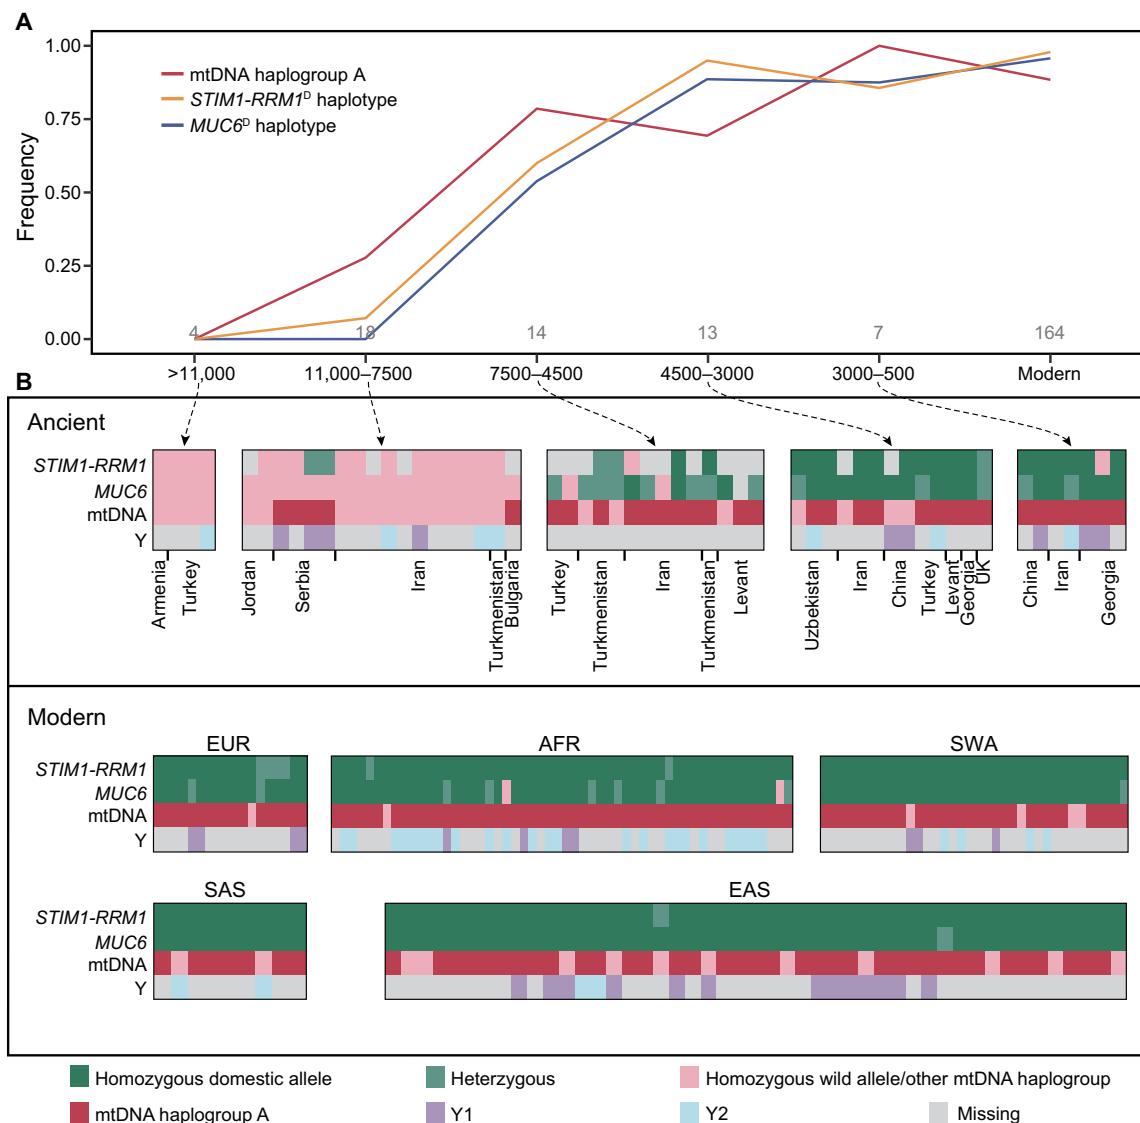 A
1.00
0.75
0.50
0.25
0.00
Frequency
mtDNA haplogroup A
STIM1-RRM1ᴰ haplotype
MUC6ᴰ haplotype
4 18 14 13 7 164
>11,000 11,000–7500 7500–4500 4500–3000 3000–500 Modern
B
Ancient
STIM1-RRM1
MUC6
mtDNA
Y
Armenia Turkey Jordan Serbia Iran Turkmenistan Bulgaria Turkey Turkmenistan Iran Turkmenistan Levant Uzbekistan Iran China Turkey Levant Georgia UK China Iran Georgia
Modern
EUR AFR SWA
STIM1-RRM1
MUC6
mtDNA
Y
SAS EAS
STIM1-RRM1
MUC6
mtDNA
Y
Homozygous domestic allele Heterzygous Homozygous wild allele/other mtDNA haplogroup
mtDNA haplogroup A Y1 Y2 Missing